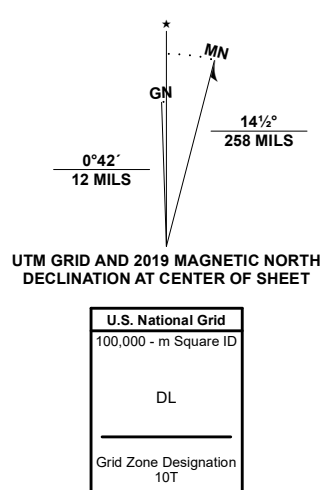 ★
MN
GN
14½°
258 MILS
0°42´
12 MILS
UTM GRID AND 2019 MAGNETIC NORTH
DECLINATION AT CENTER OF SHEET
U.S. National Grid
100,000 - m Square ID
DL
Grid Zone Designation
10T